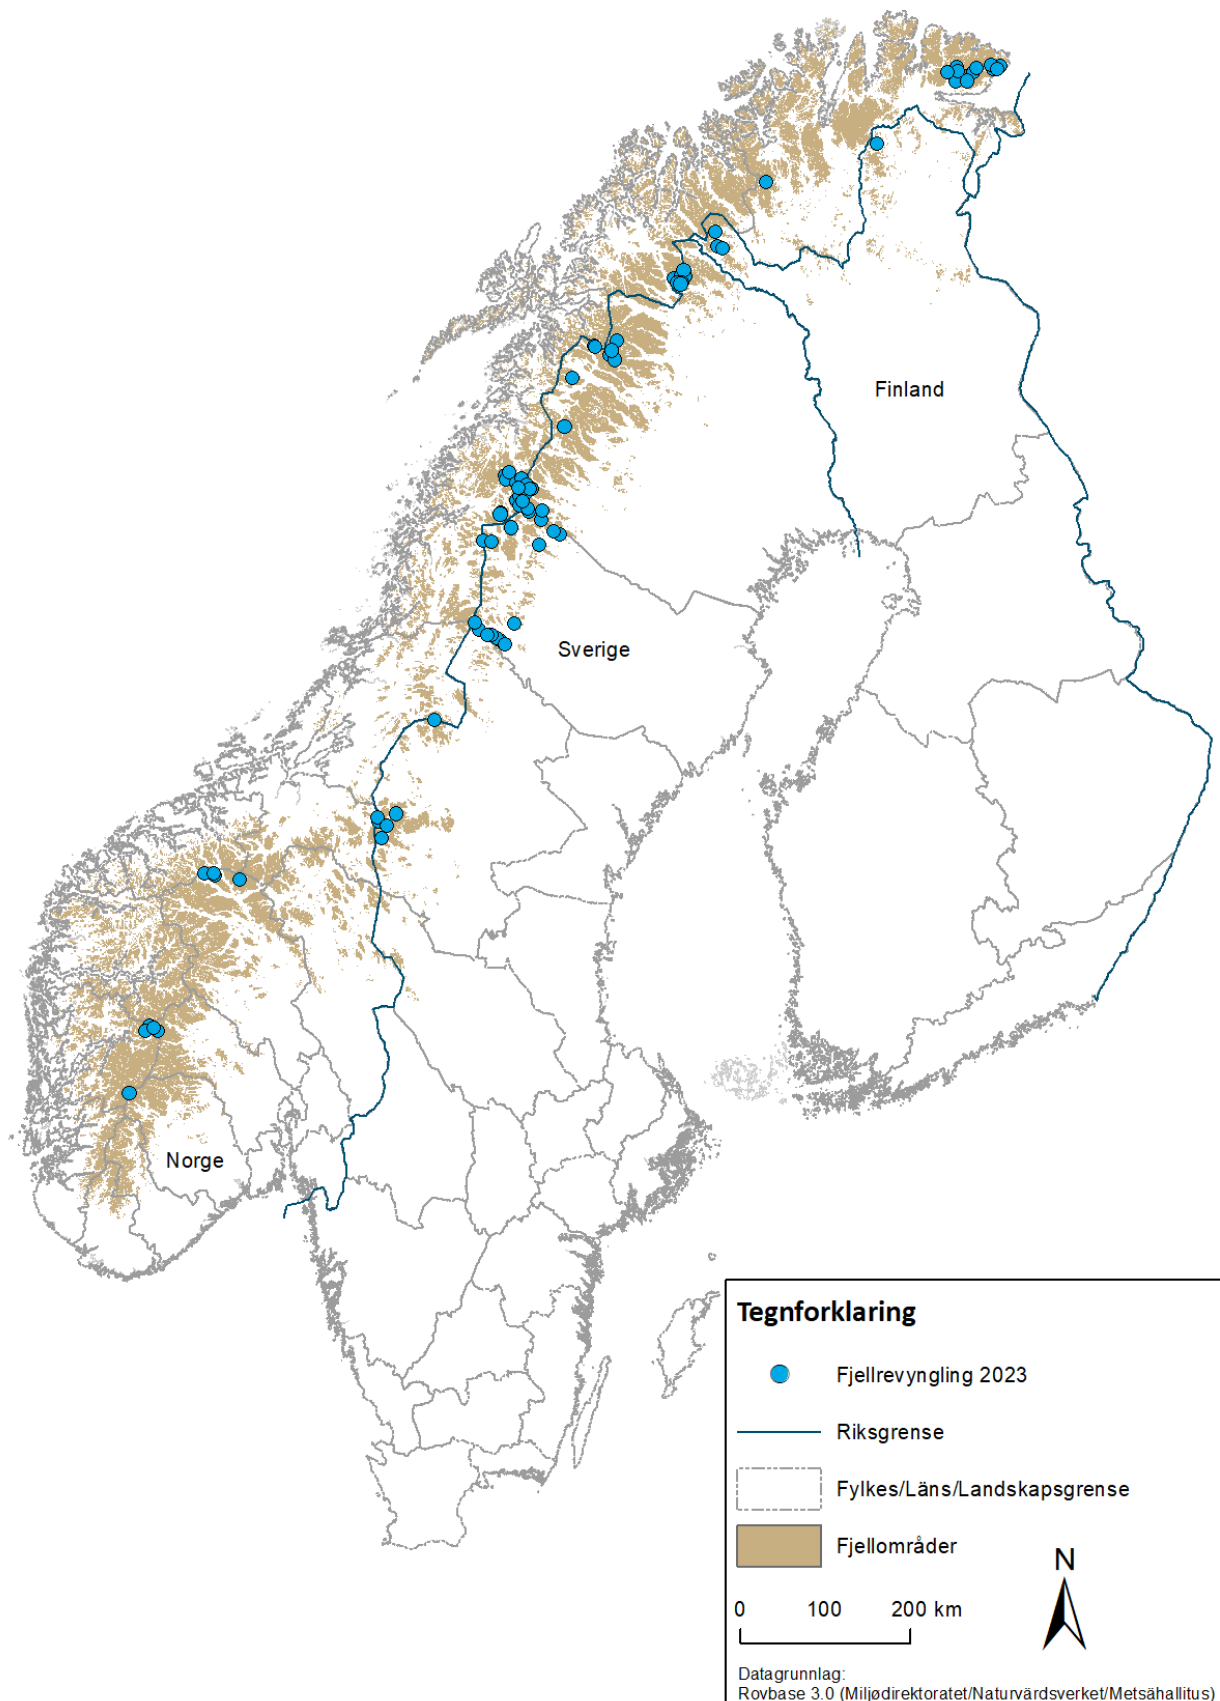 Finland
Sverige
Norge
Tegnforklaring
Fjellrevyngling 2023
Riksgrense
Fylkes/Läns/Landskapsgrense
Fjellområder
N
0 100 200 km
Datagrunnlag:
Rovbase 3.0 (Miljødirektoratet/Naturvärdsverket/Metsähallitus)